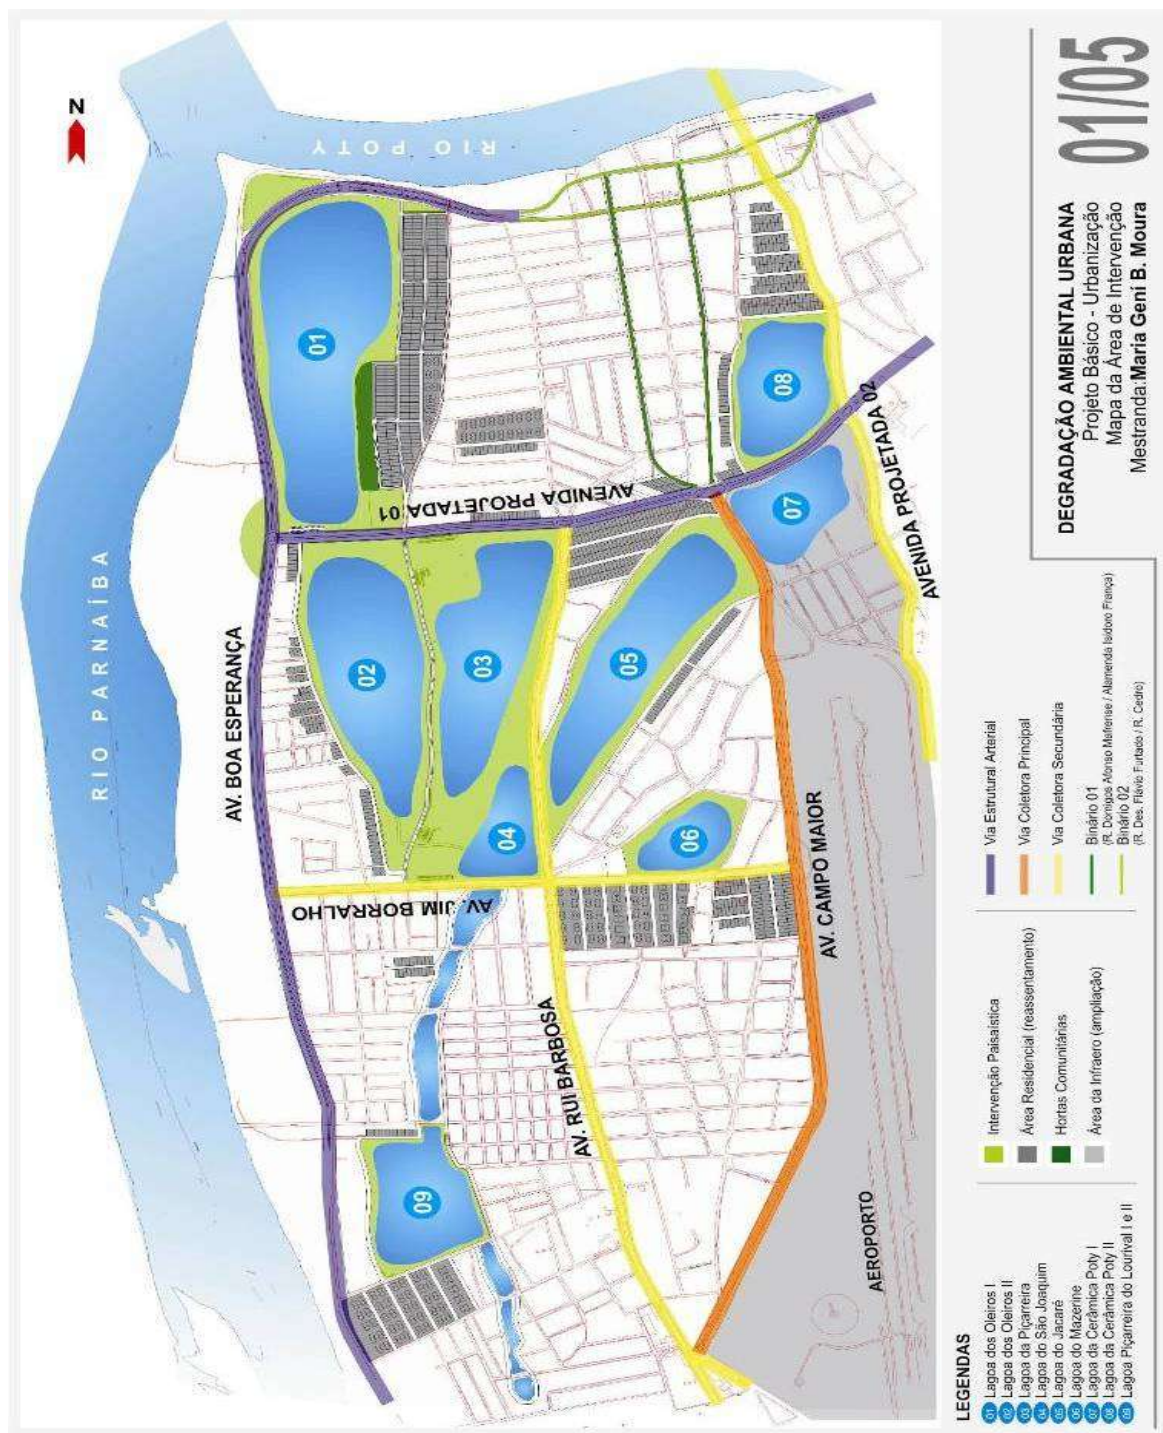 N
RIO POTY
RIO PARNAÍBA
AV. BOA ESPERANÇA
AVENIDA PROJETADA 01
AVENIDA PROJETADA 02
AV. JIM BORRALHO
AV. RUI BARBOSA
AV. CAMPO MAIOR
AEROPORTO
01
02
03
04
05
06
07
08
09
LEGENDAS
01 Lagoa dos Oleiros I
02 Lagoa dos Oleiros II
03 Lagoa da Piçarreira
04 Lagoa do São Joaquim
05 Lagoa do Jacaré
06 Lagoa do Mazerine
07 Lagoa da Cerâmica Poty I
08 Lagoa da Cerâmica Poty II
09 Lagoa Piçarreira do Lourival I e II
Intervenção Paisaística
Área Residencial (reassentamento)
Hortas Comunitárias
Área da Infraero (ampliação)
Via Estrutural Arterial
Via Coletora Principal
Via Coletora Secundária
Binário 01
(R. Domigos Afonso Mafrense / Alamenda Isidoro França)
Binário 02
(R. Des. Flávio Furtado / R. Cedro)
DEGRADAÇÃO AMBIENTAL URBANA
Projeto Básico - Urbanização
Mapa da Área de Intervenção
Mestranda:Maria Geni B. Moura
01/05